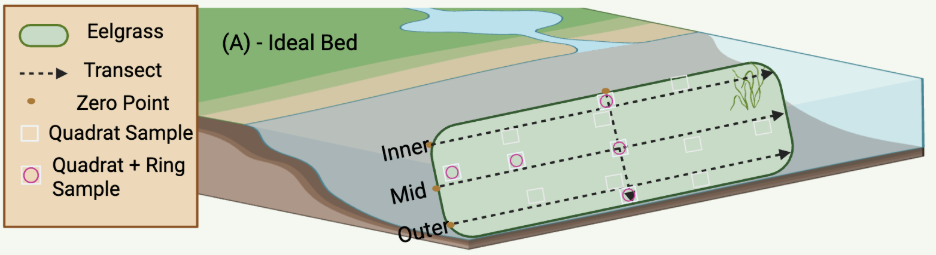 Eelgrass
Transect
Zero Point
Quadrat Sample
Quadrat + Ring
Sample
(A) - Ideal Bed
Inner
Mid
Outer